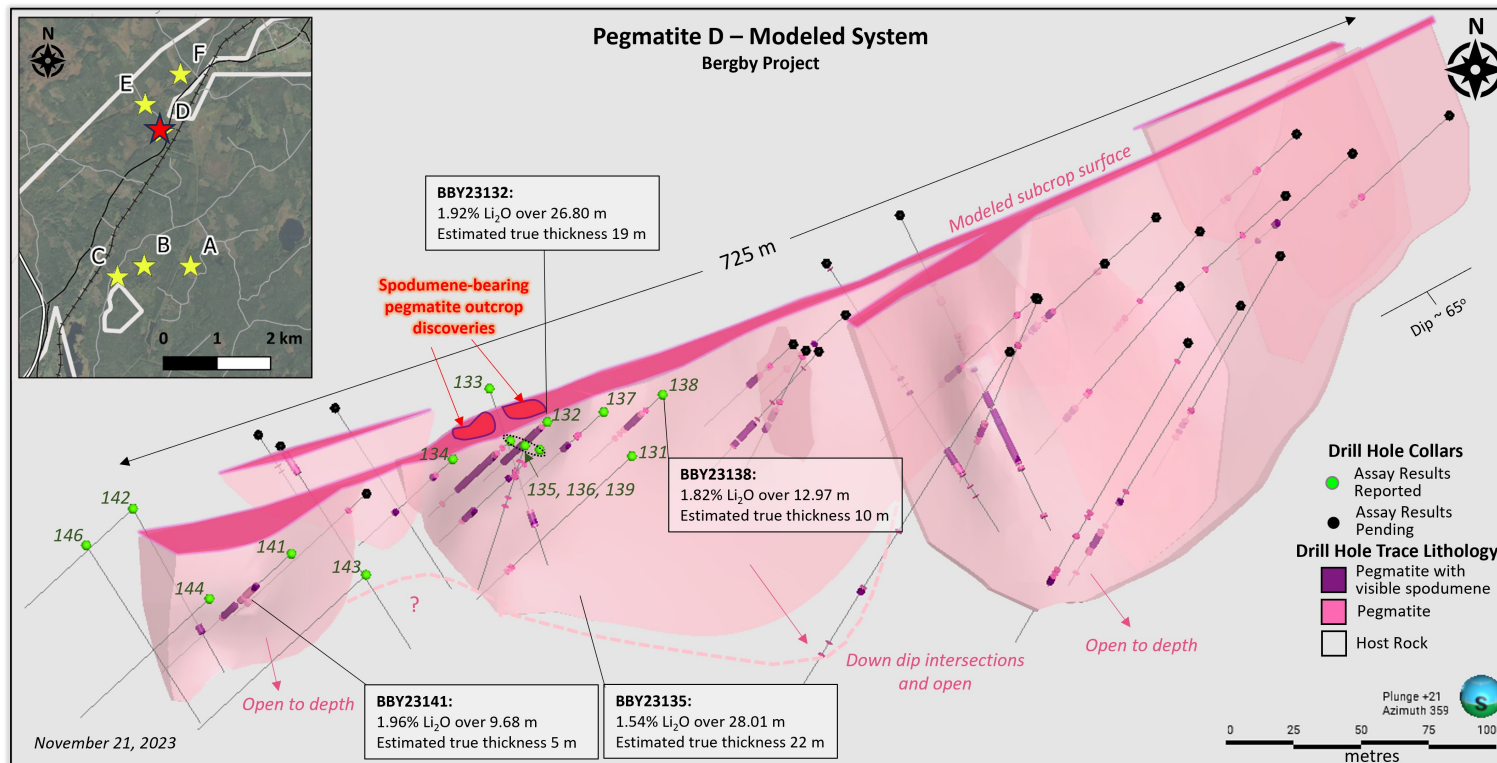 Pegmatite D – Modeled System
Bergby Project
N
F
E
D
C
B
A
0 1 2 km
N
BBY23132:
1.92% Li₂O over 26.80 m
Estimated true thickness 19 m
Modeled subcrop surface
725 m
Spodumene-bearing
pegmatite outcrop
discoveries
Dip ~ 65°
133
132
137
138
134
131
135, 136, 139
142
146
141
143
144
BBY23138:
1.82% Li₂O over 12.97 m
Estimated true thickness 10 m
?
Open to depth
Down dip intersections
and open
Open to depth
BBY23141:
1.96% Li₂O over 9.68 m
Estimated true thickness 5 m
BBY23135:
1.54% Li₂O over 28.01 m
Estimated true thickness 22 m
November 21, 2023
Drill Hole Collars
Assay Results
Reported
Assay Results
Pending
Drill Hole Trace Lithology
Pegmatite with
visible spodumene
Pegmatite
Host Rock
Plunge +21
Azimuth 359
S
0 25 50 75 100
metres